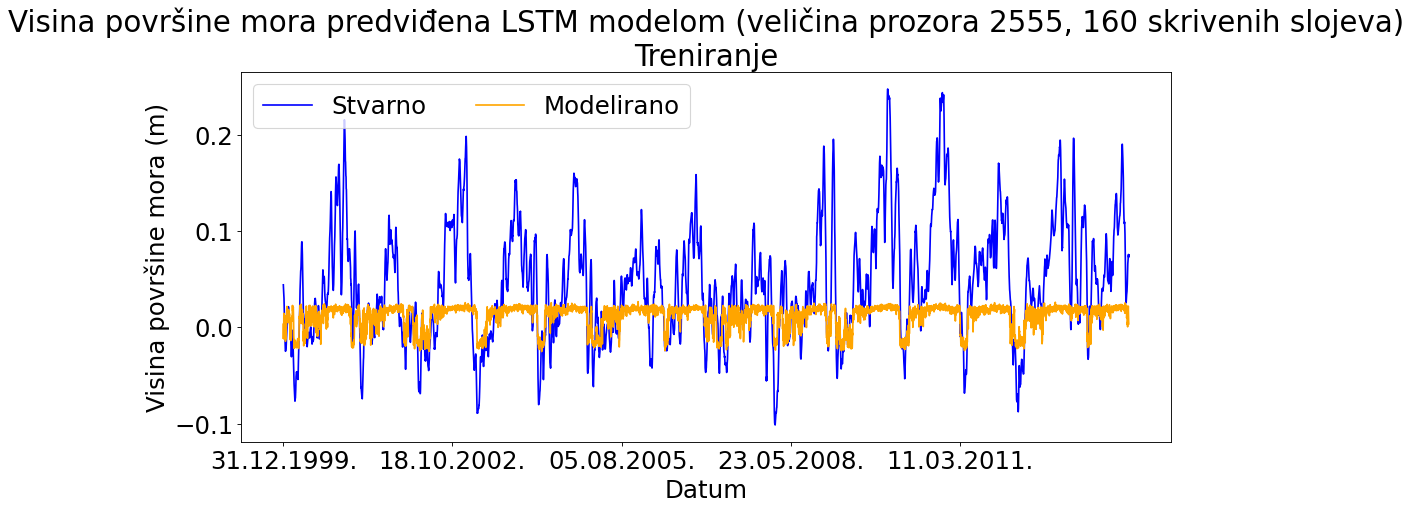 Visina površine mora predviđena LSTM modelom (veličina prozora 2555, 160 skrivenih slojeva)
Treniranje
Stvarno Modelirano
Visina površine mora (m)
0.2
0.1
0.0
−0.1
31.12.1999. 18.10.2002. 05.08.2005. 23.05.2008. 11.03.2011.
Datum